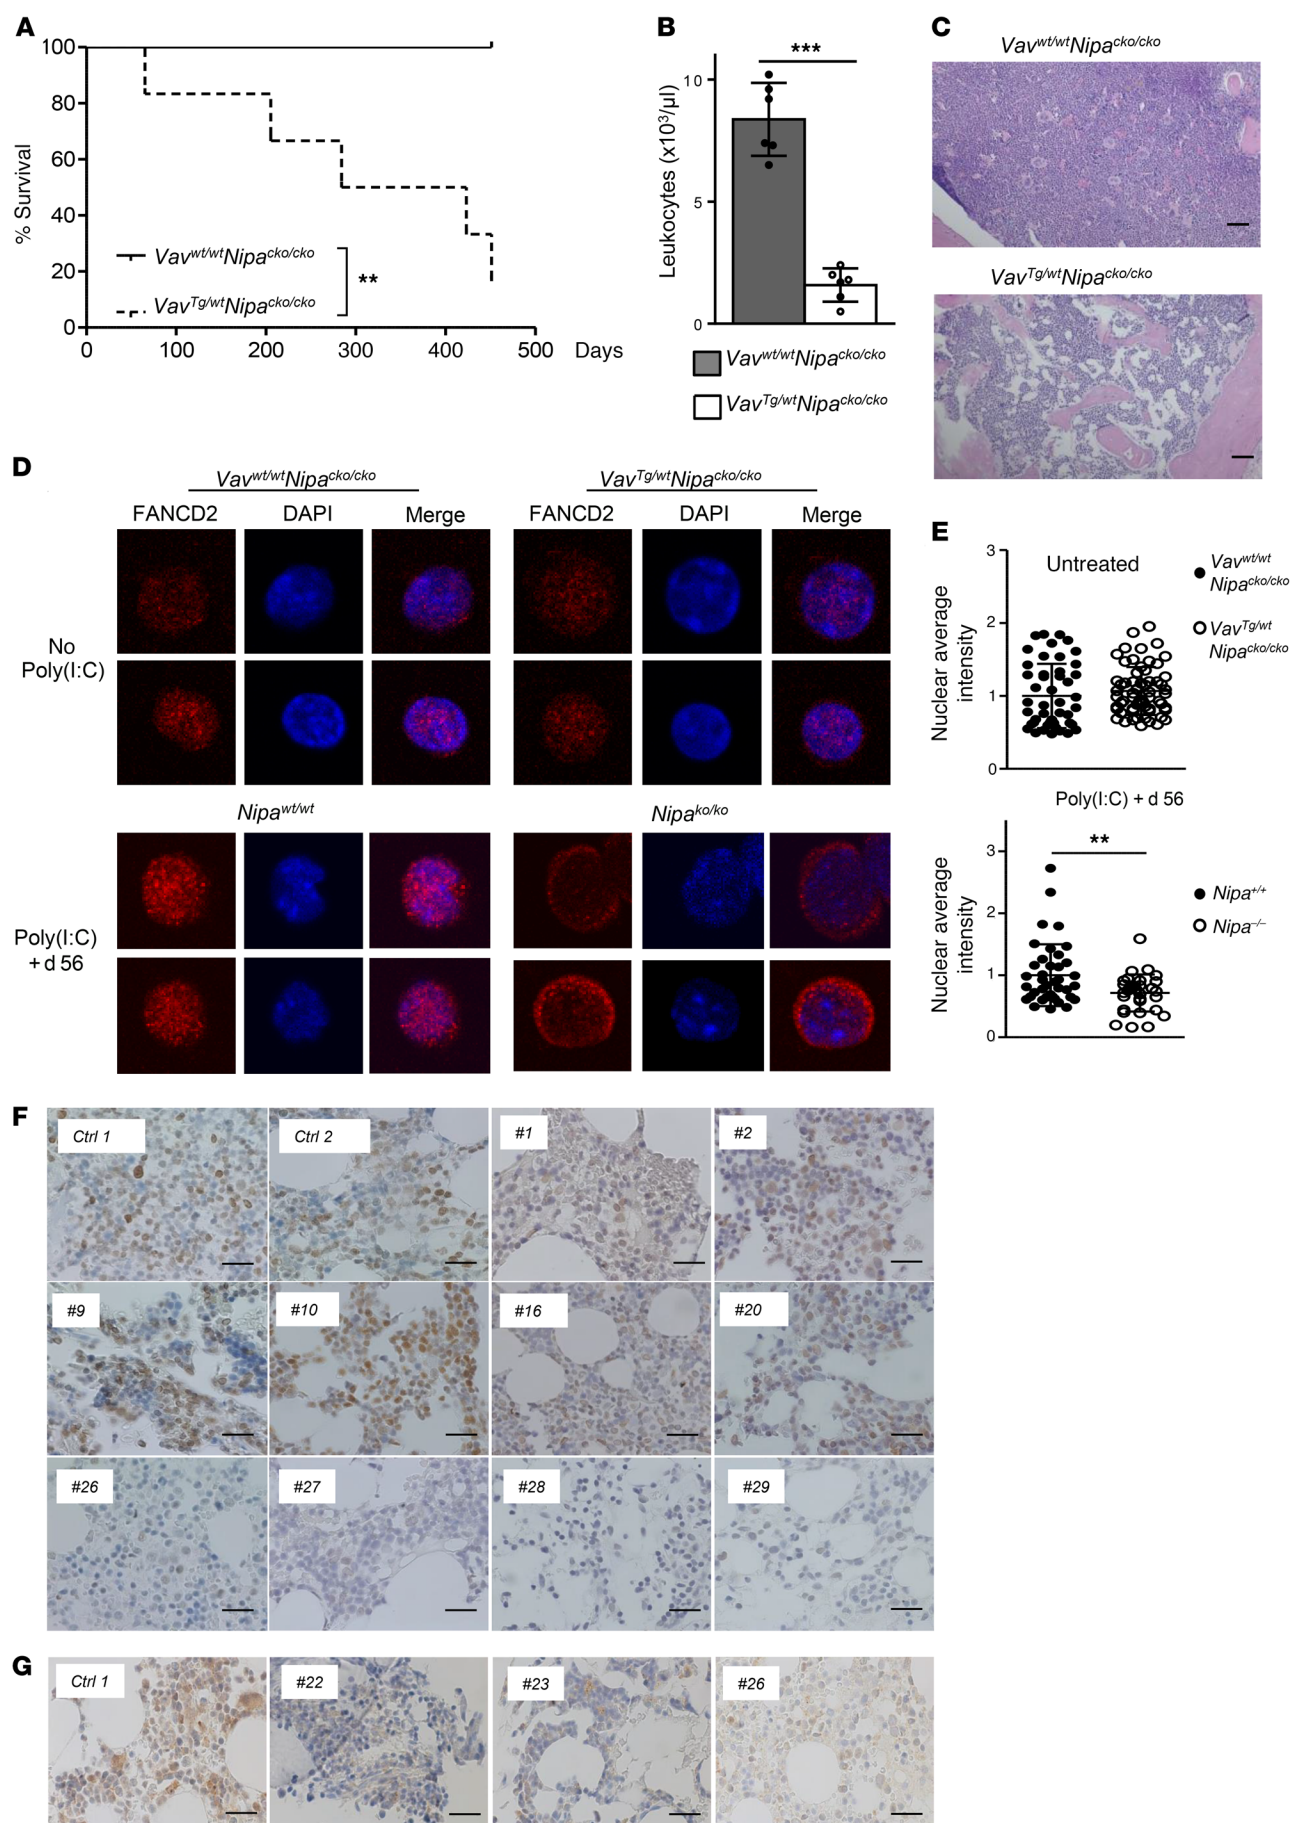 A
100
80
60
40
20
0
% Survival
Vavwt/wtNipacko/cko
VavTg/wtNipacko/cko
**
0 100 200 300 400 500 Days
B
***
10
5
0
Leukocytes (x10³/µl)
Vavwt/wtNipacko/cko
VavTg/wtNipacko/cko
C
Vavwt/wtNipacko/cko
VavTg/wtNipacko/cko
D
Vavwt/wtNipacko/cko VavTg/wtNipacko/cko
FANCD2 DAPI Merge FANCD2 DAPI Merge
No
Poly(I:C)
Nipawt/wt Nipako/ko
Poly(I:C)
+ d 56
E
3
2
1
0
Nuclear average
intensity
Untreated
Vavwt/wt
Nipacko/cko
VavTg/wt
Nipacko/cko
Poly(I:C) + d 56
**
3
2
1
0
Nuclear average
intensity
Nipa+/+
Nipa–/–
F
Ctrl 1 Ctrl 2 #1 #2
#9 #10 #16 #20
#26 #27 #28 #29
G
Ctrl 1 #22 #23 #26